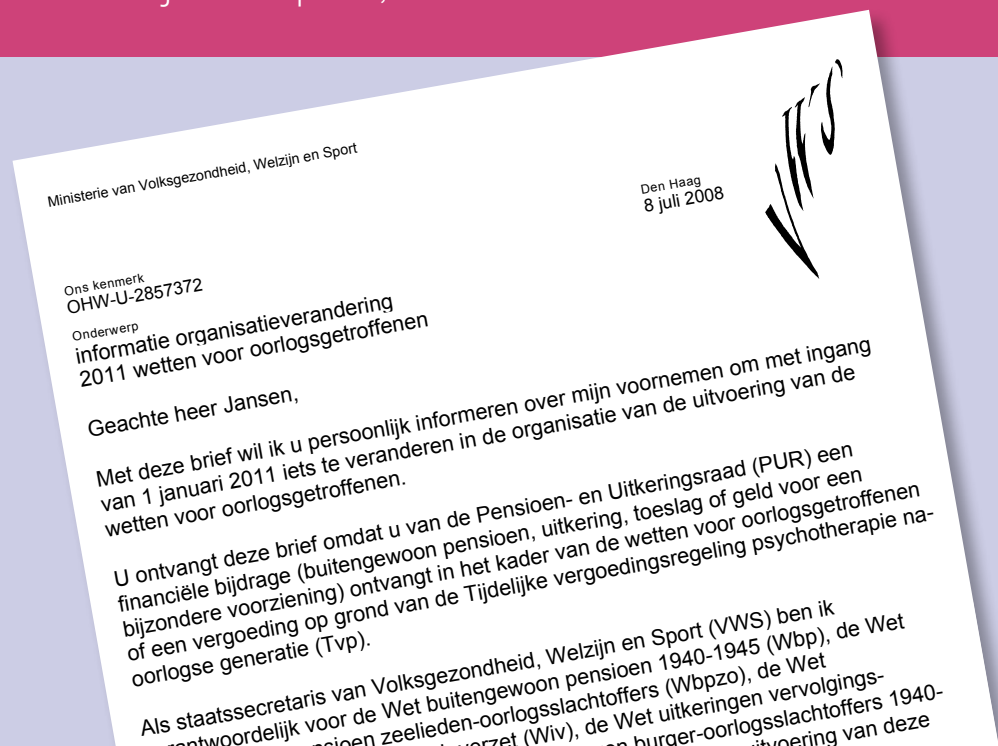 Ministerie van Volksgezondheid, Welzijn en Sport
VWS
Den Haag
8 juli 2008
Ons kenmerk
OHW-U-2857372
Onderwerp
informatie organisatieverandering
2011 wetten voor oorlogsgetroffenen
Geachte heer Jansen,
Met deze brief wil ik u persoonlijk informeren over mijn voornemen om met ingang
van 1 januari 2011 iets te veranderen in de organisatie van de uitvoering van de
wetten voor oorlogsgetroffenen.
U ontvangt deze brief omdat u van de Pensioen- en Uitkeringsraad (PUR) een
financiële bijdrage (buitengewoon pensioen, uitkering, toeslag of geld voor een
bijzondere voorziening) ontvangt in het kader van de wetten voor oorlogsgetroffenen
of een vergoeding op grond van de Tijdelijke vergoedingsregeling psychotherapie na-
oorlogse generatie (Tvp).
Als staatssecretaris van Volksgezondheid, Welzijn en Sport (VWS) ben ik
verantwoordelijk voor de Wet buitengewoon pensioen 1940-1945 (Wbp), de Wet
zeelieden-oorlogsslachtoffers (Wbpzo), de Wet
(Wiv), de Wet uitkeringen vervolgings-
burger-oorlogsslachtoffers 1940-
uitvoering van deze